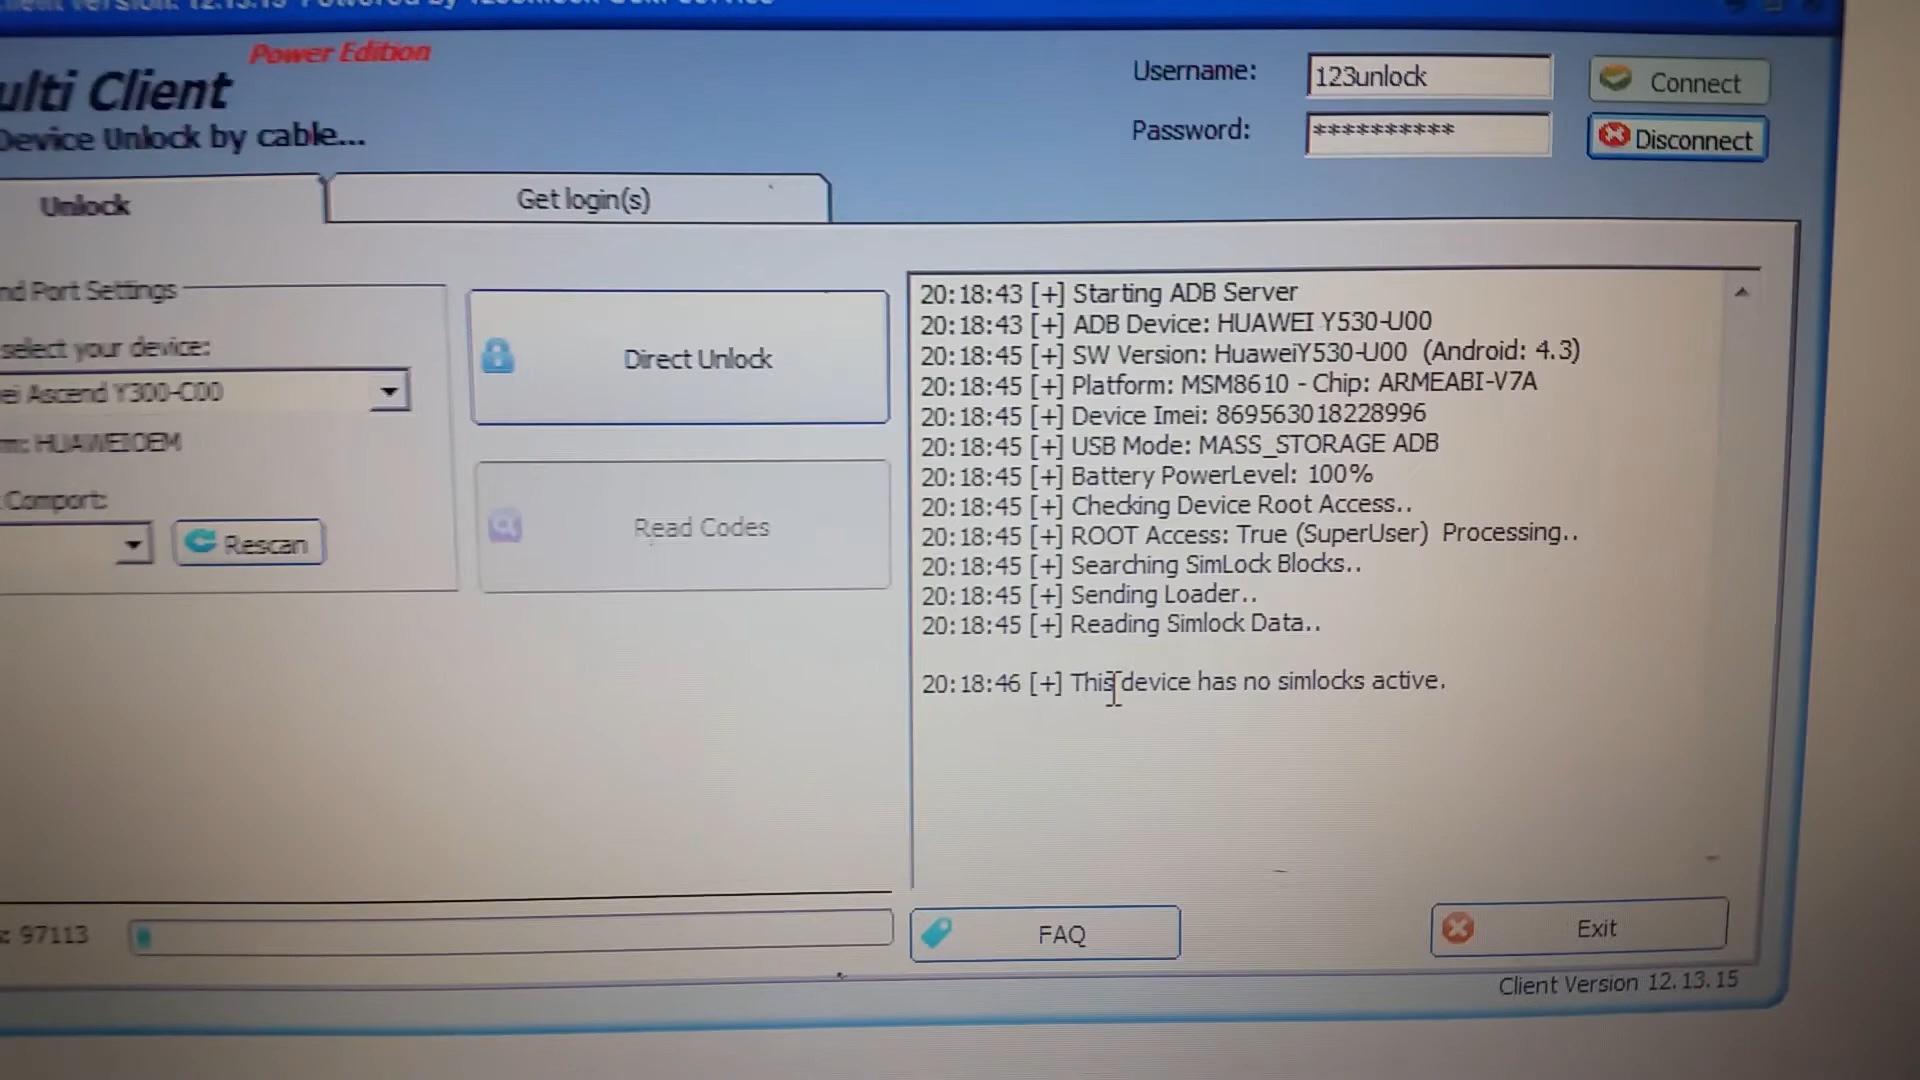 Power Edition
ulti Client
Device Unlock by cable...
Username:
123unlock
Connect
Password:
**********
Disconnect
Unlock
Get login(s)
nd Port Settings
select your device:
ei Ascend Y300-C00
m: HUAWEIOEM
Comport:
Rescan
Direct Unlock
Read Codes
20:18:43 [+] Starting ADB Server
20:18:43 [+] ADB Device: HUAWEI Y530-U00
20:18:45 [+] SW Version: HuaweiY530-U00 (Android: 4.3)
20:18:45 [+] Platform: MSM8610 - Chip: ARMEABI-V7A
20:18:45 [+] Device Imei: 869563018228996
20:18:45 [+] USB Mode: MASS_STORAGE ADB
20:18:45 [+] Battery PowerLevel: 100%
20:18:45 [+] Checking Device Root Access..
20:18:45 [+] ROOT Access: True (SuperUser) Processing..
20:18:45 [+] Searching SimLock Blocks..
20:18:45 [+] Sending Loader..
20:18:45 [+] Reading Simlock Data..
20:18:46 [+] This device has no simlocks active.
s: 97113
FAQ
Exit
Client Version 12.13.15